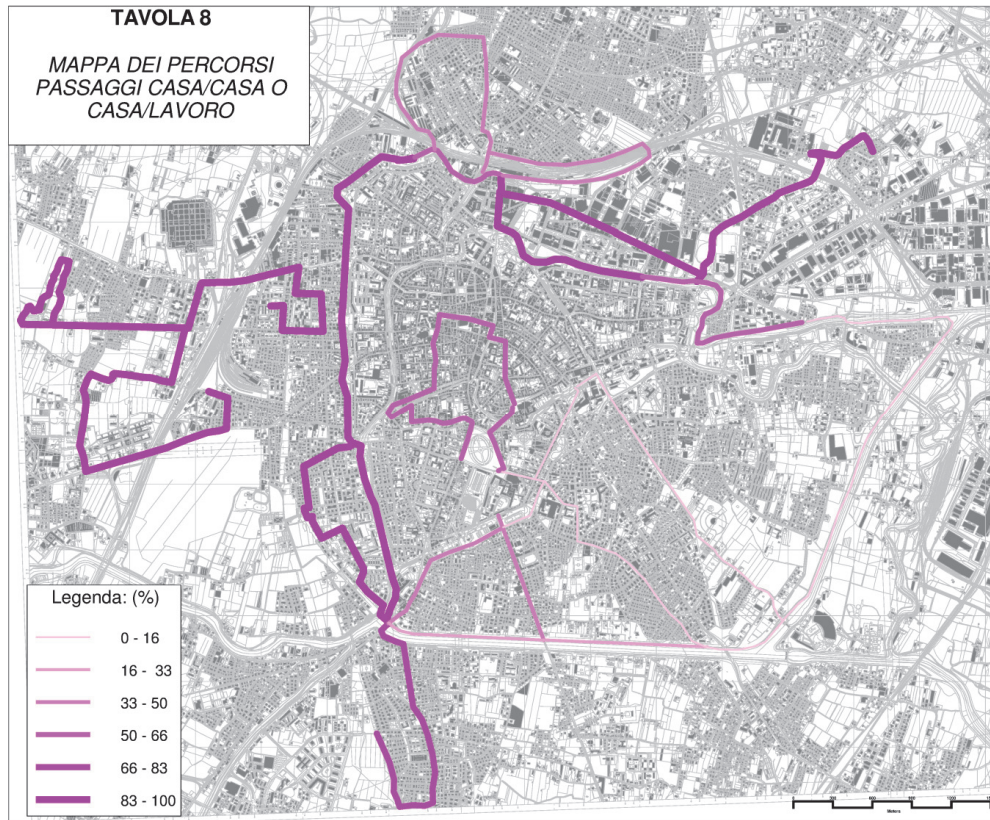 TAVOLA 8
MAPPA DEI PERCORSI
PASSAGGI CASA/CASA O
CASA/LAVORO
Legenda: (%)
0 - 16
16 - 33
33 - 50
50 - 66
66 - 83
83 - 100
Meters